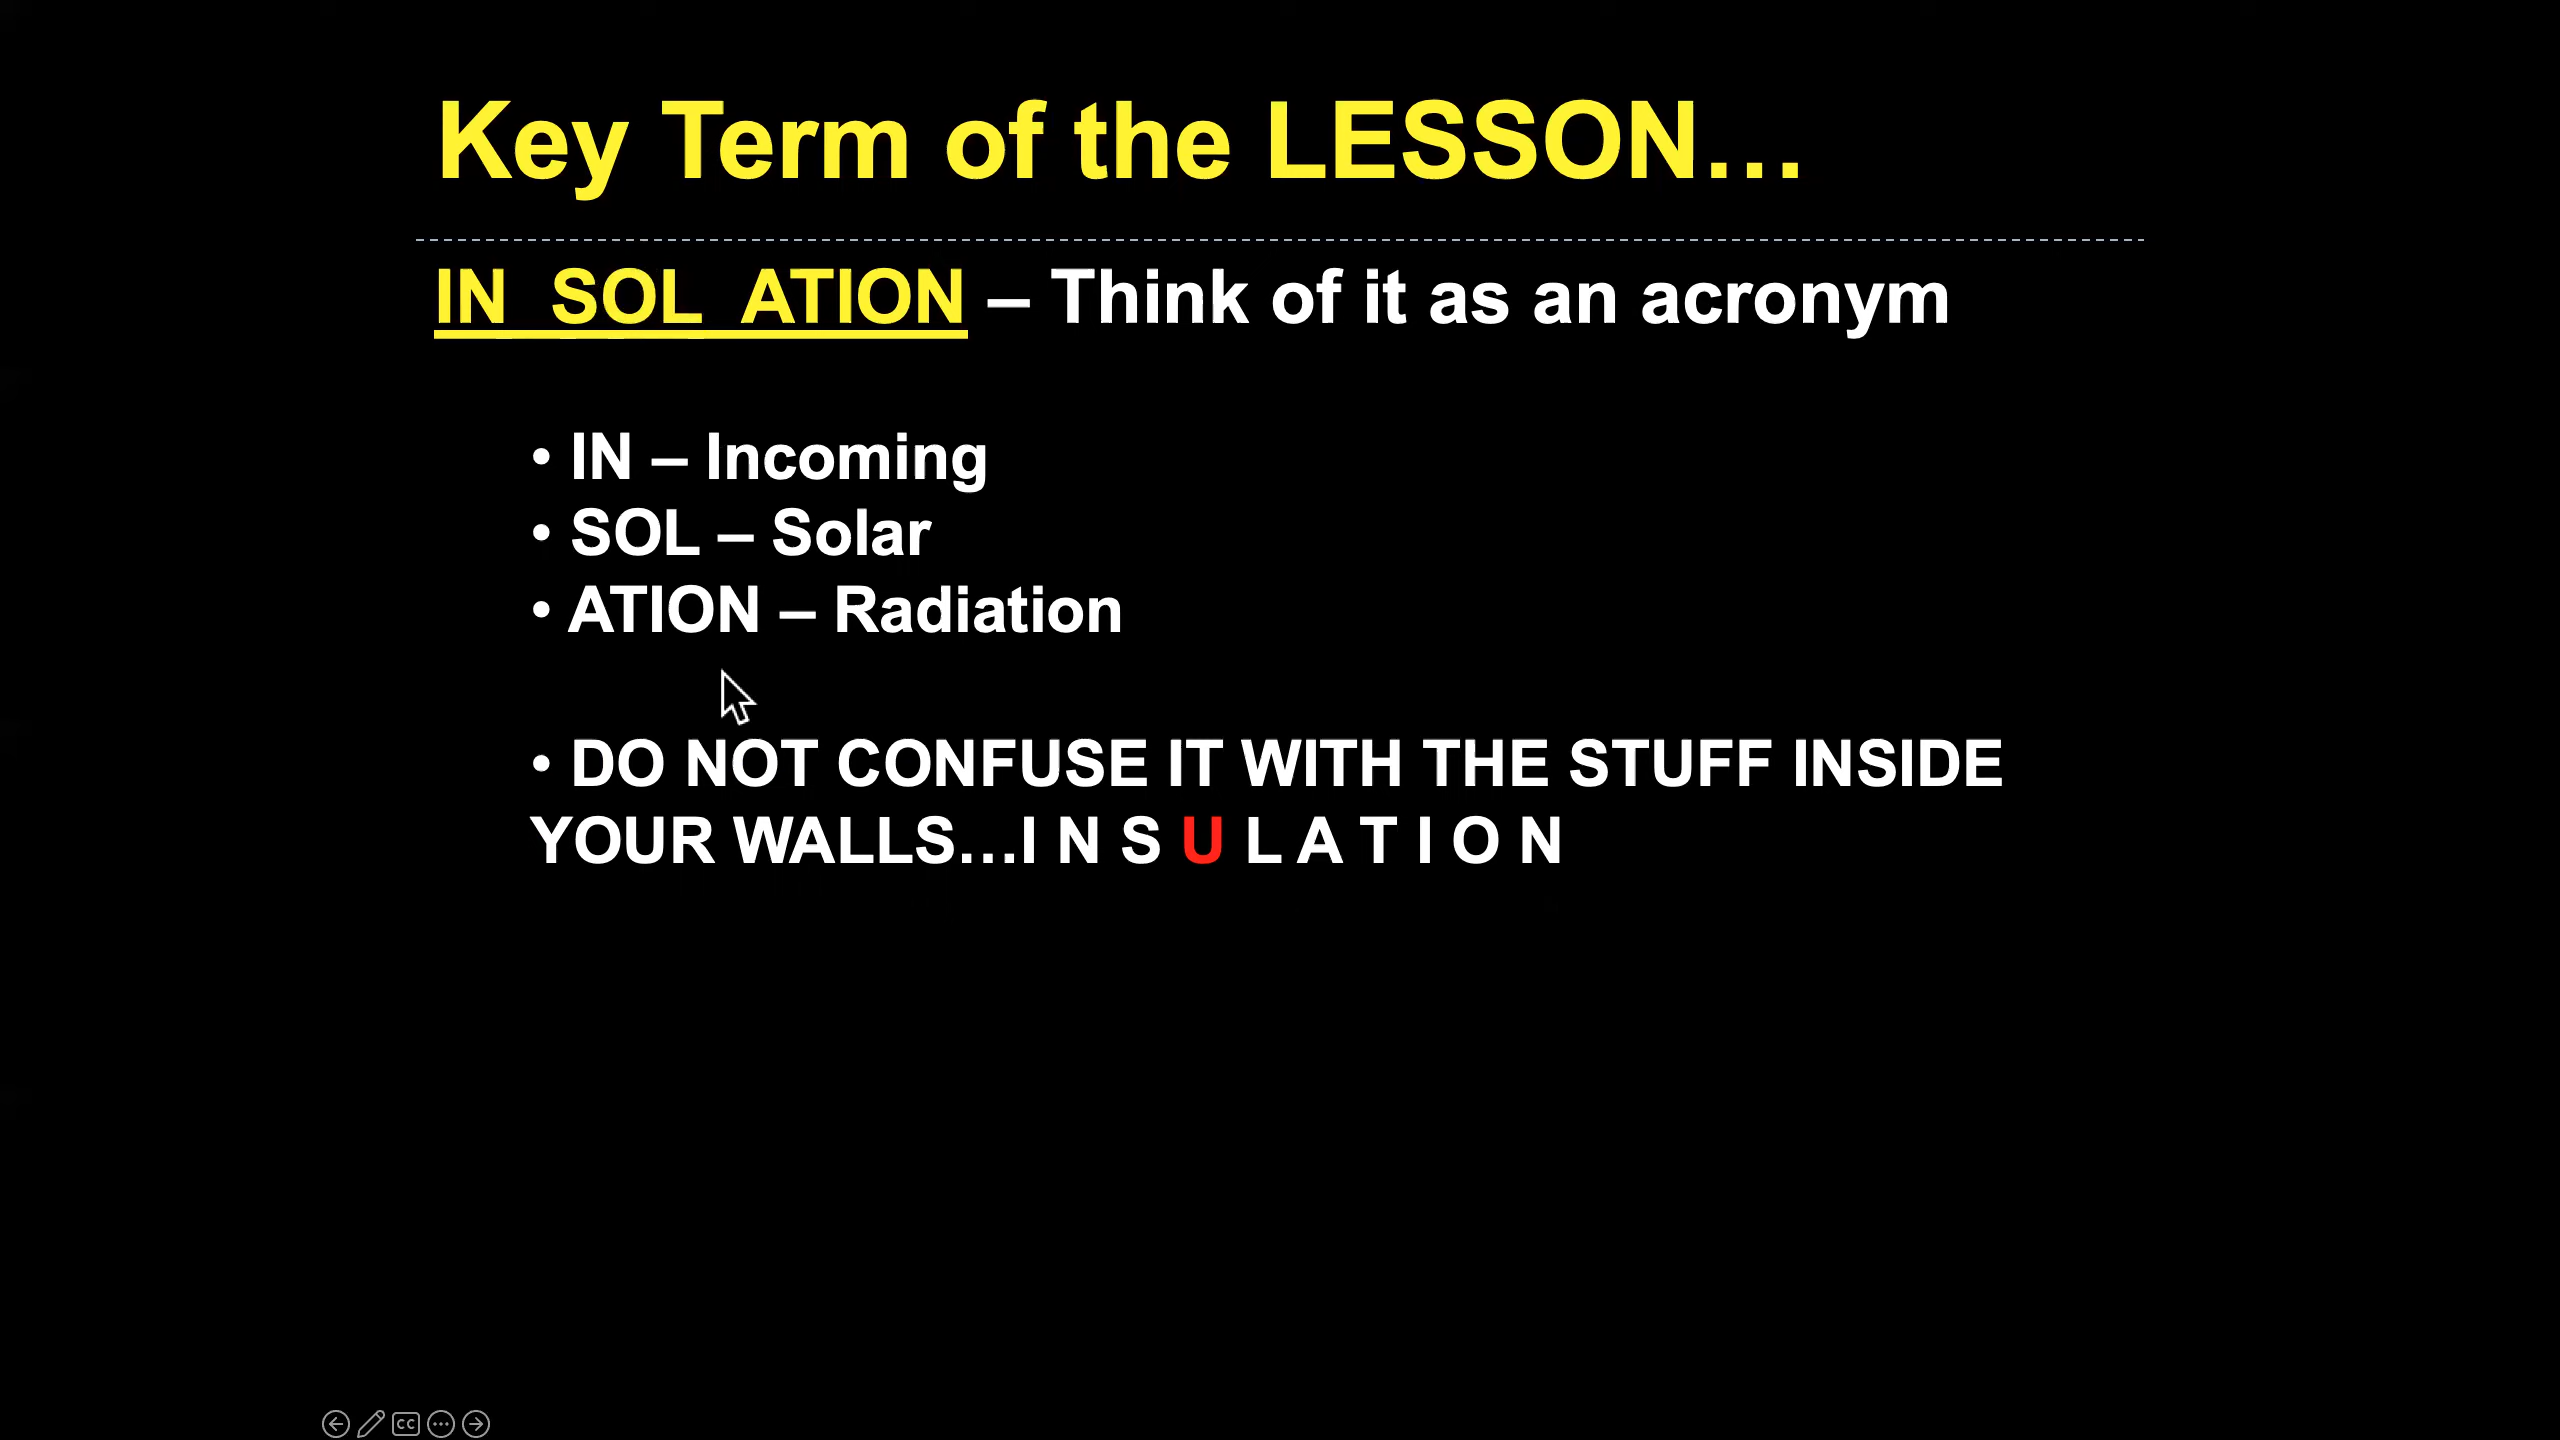 Key Term of the LESSON…
IN SOL ATION – Think of it as an acronym
• IN – Incoming
• SOL – Solar
• ATION – Radiation
• DO NOT CONFUSE IT WITH THE STUFF INSIDE
YOUR WALLS…I N S U L A T I O N
CC